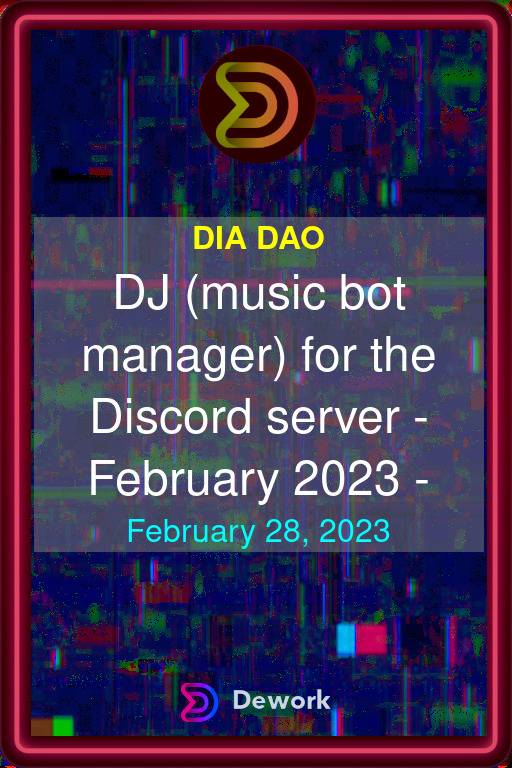 DIA DAO
DJ (music bot
manager) for the
Discord server -
February 2023 -
February 28, 2023
Dework